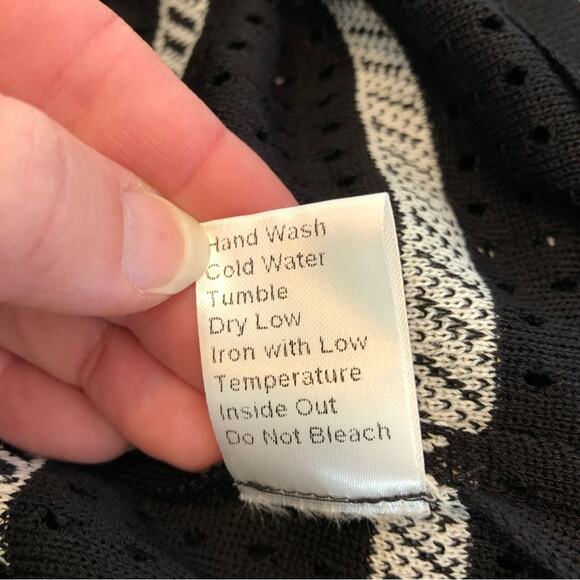 Hand Wash
Cold Water
Tumble
Dry Low
Iron with Low
Temperature
Inside Out
Do Not Bleach